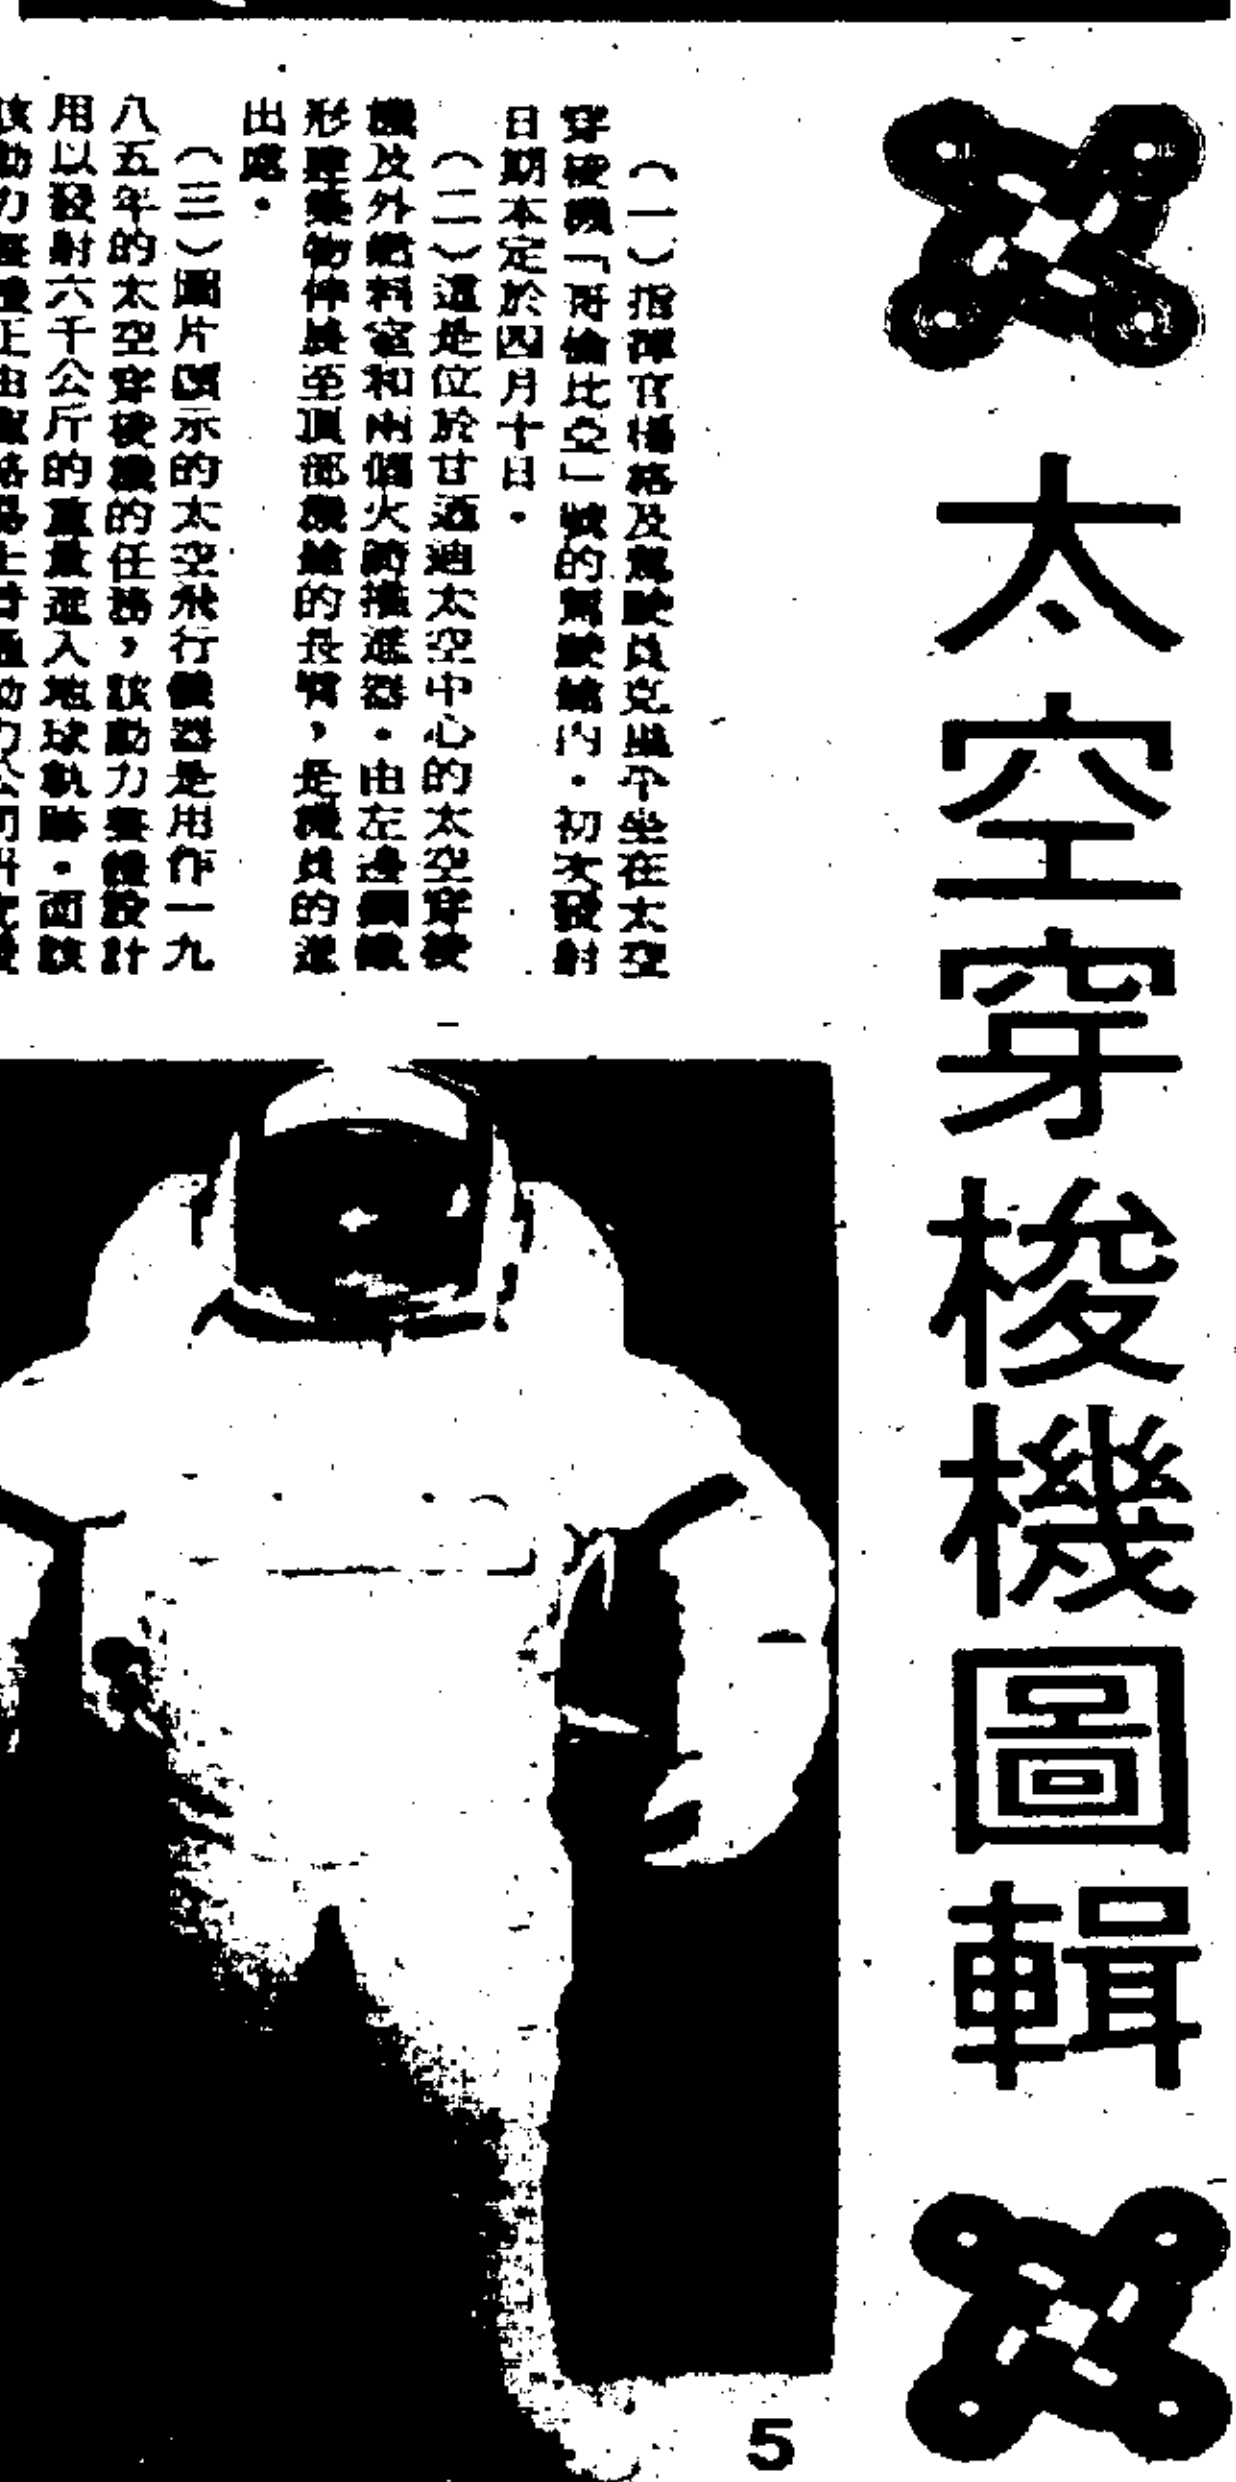 太空穿梭機圖輯
（一）指揮官楊格及駕駛員克里平坐在太空
穿梭機「哥倫比亞」號的駕駛艙內。初次發射
日期本定於四月十日。
（二）這是位於甘迺迪太空中心的太空穿梭
機及外燃料室和兩個火箭推進器。由左邊鋼鐵
形建築物伸展至頂部機艙的長臂，是機員的進
出處。
（三）圖片顯示的太空飛行機器是用作一九
八五年的太空穿梭機的任務，該動力裝體設計
用以發射六千公斤的重量進入地球軌跡。而該
該動力
5